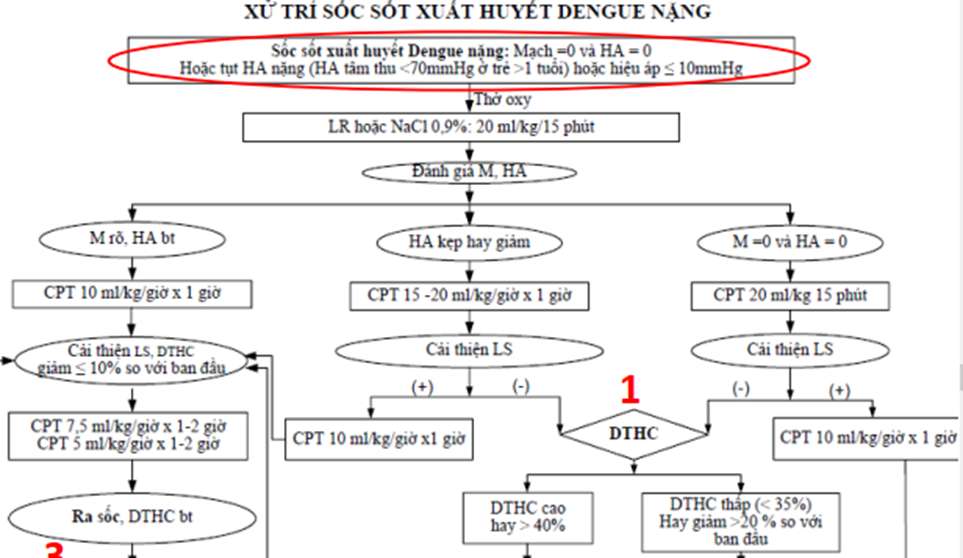 XỬ TRÍ SỐC SỐT XUẤT HUYẾT DENGUE NẶNG
Sốc sốt xuất huyết Dengue nặng: Mạch =0 và HA = 0
Hoặc tụt HA nặng (HA tâm thu <70mmHg ở trẻ >1 tuổi) hoặc hiệu áp ≤ 10mmHg
Thở oxy
LR hoặc NaCl 0,9%: 20 ml/kg/15 phút
Đánh giá M, HA
M rõ, HA bt
HA kẹp hay giảm
M =0 và HA = 0
CPT 10 ml/kg/giờ x 1 giờ
CPT 15 -20 ml/kg/giờ x 1 giờ
CPT 20 ml/kg 15 phút
Cải thiện LS, DTHC
giảm ≤ 10% so với ban đầu
Cải thiện LS
Cải thiện LS
(+)
(-)
1
(-)
(+)
CPT 7,5 ml/kg/giờ x 1-2 giờ
CPT 5 ml/kg/giờ x 1-2 giờ
CPT 10 ml/kg/giờ x1 giờ
DTHC
CPT 10 ml/kg/giờ x 1 giờ
Ra sốc, DTHC bt
DTHC cao
hay > 40%
DTHC thấp (< 35%)
Hay giảm >20 % so với
ban đầu
3